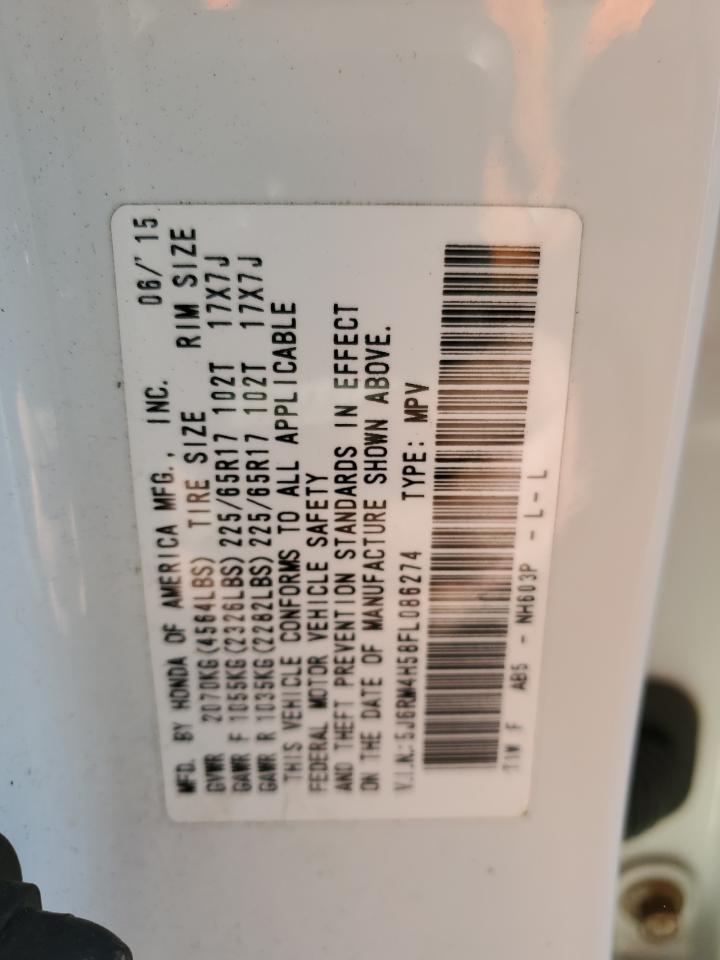 MFD. BY HONDA OF AMERICA MFG., INC. 06/'15
GVWR 2070KG(4564LBS) TIRE SIZE RIM SIZE
GAWR F 1055KG(2326LBS) 225/65R17 102T 17X7J
GAWR R 1035KG(2282LBS) 225/65R17 102T 17X7J
THIS VEHICLE CONFORMS TO ALL APPLICABLE
FEDERAL MOTOR VEHICLE SAFETY
AND THEFT PREVENTION STANDARDS IN EFFECT
ON THE DATE OF MANUFACTURE SHOWN ABOVE.
V.I.N.:5J6RM4H58FL086274 TYPE: MPV
T1W F AB5 - NH603P - L - L